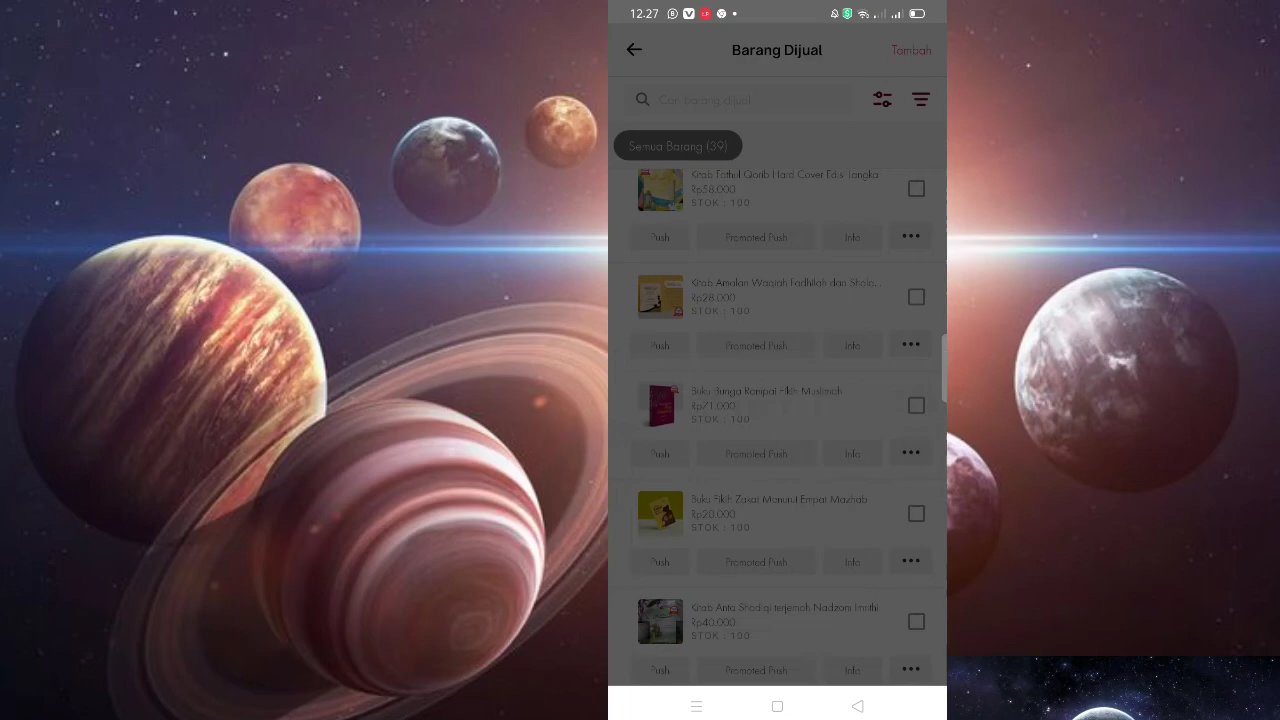 12.27
Barang Dijual
Tambah
Cari barang dijual
Semua Barang (39)
Kitab Fathul Qorib Hard Cover Edisi Langka
Rp58.000
STOK : 100
Push
Promoted Push
Info
Kitab Amalan Waqiah Fadhilah dan Shola...
Rp28.000
STOK : 100
Push
Promoted Push
Info
Buku Bunga Rampai Fikih Muslimah
Rp71.000
STOK : 100
Push
Promoted Push
Info
Buku Fikih Zakat Menurut Empat Mazhab
Rp20.000
STOK : 100
Push
Promoted Push
Info
Kitab Anta Shodiqi terjemah Nadzom Imrithi
Rp40.000
STOK : 100
Push
Promoted Push
Info